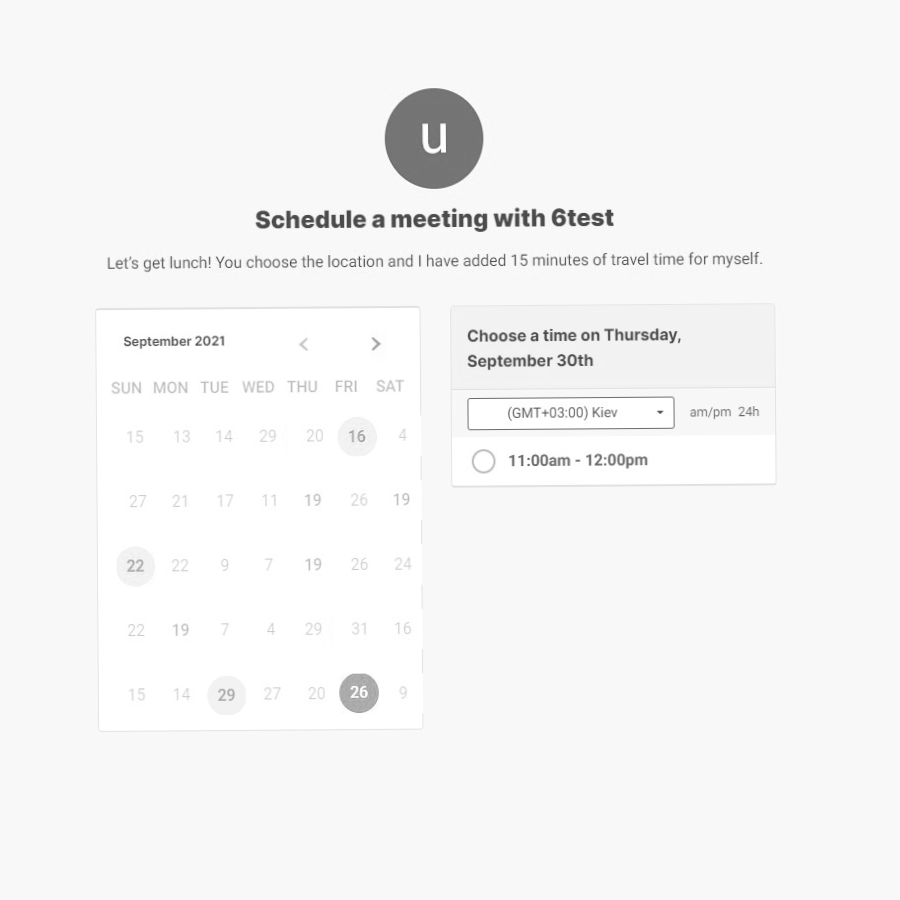 u
Schedule a meeting with 6test
Let's get lunch! You choose the location and I have added 15 minutes of travel time for myself.
September 2021
SUN MON TUE WED THU FRI SAT
15 13 14 29 20 16 4
27 21 17 11 19 26 19
22 22 9 7 19 26 24
22 19 7 4 29 31 16
15 14 29 27 20 26 9
Choose a time on Thursday,
September 30th
(GMT+03:00) Kiev am/pm 24h
11:00am - 12:00pm